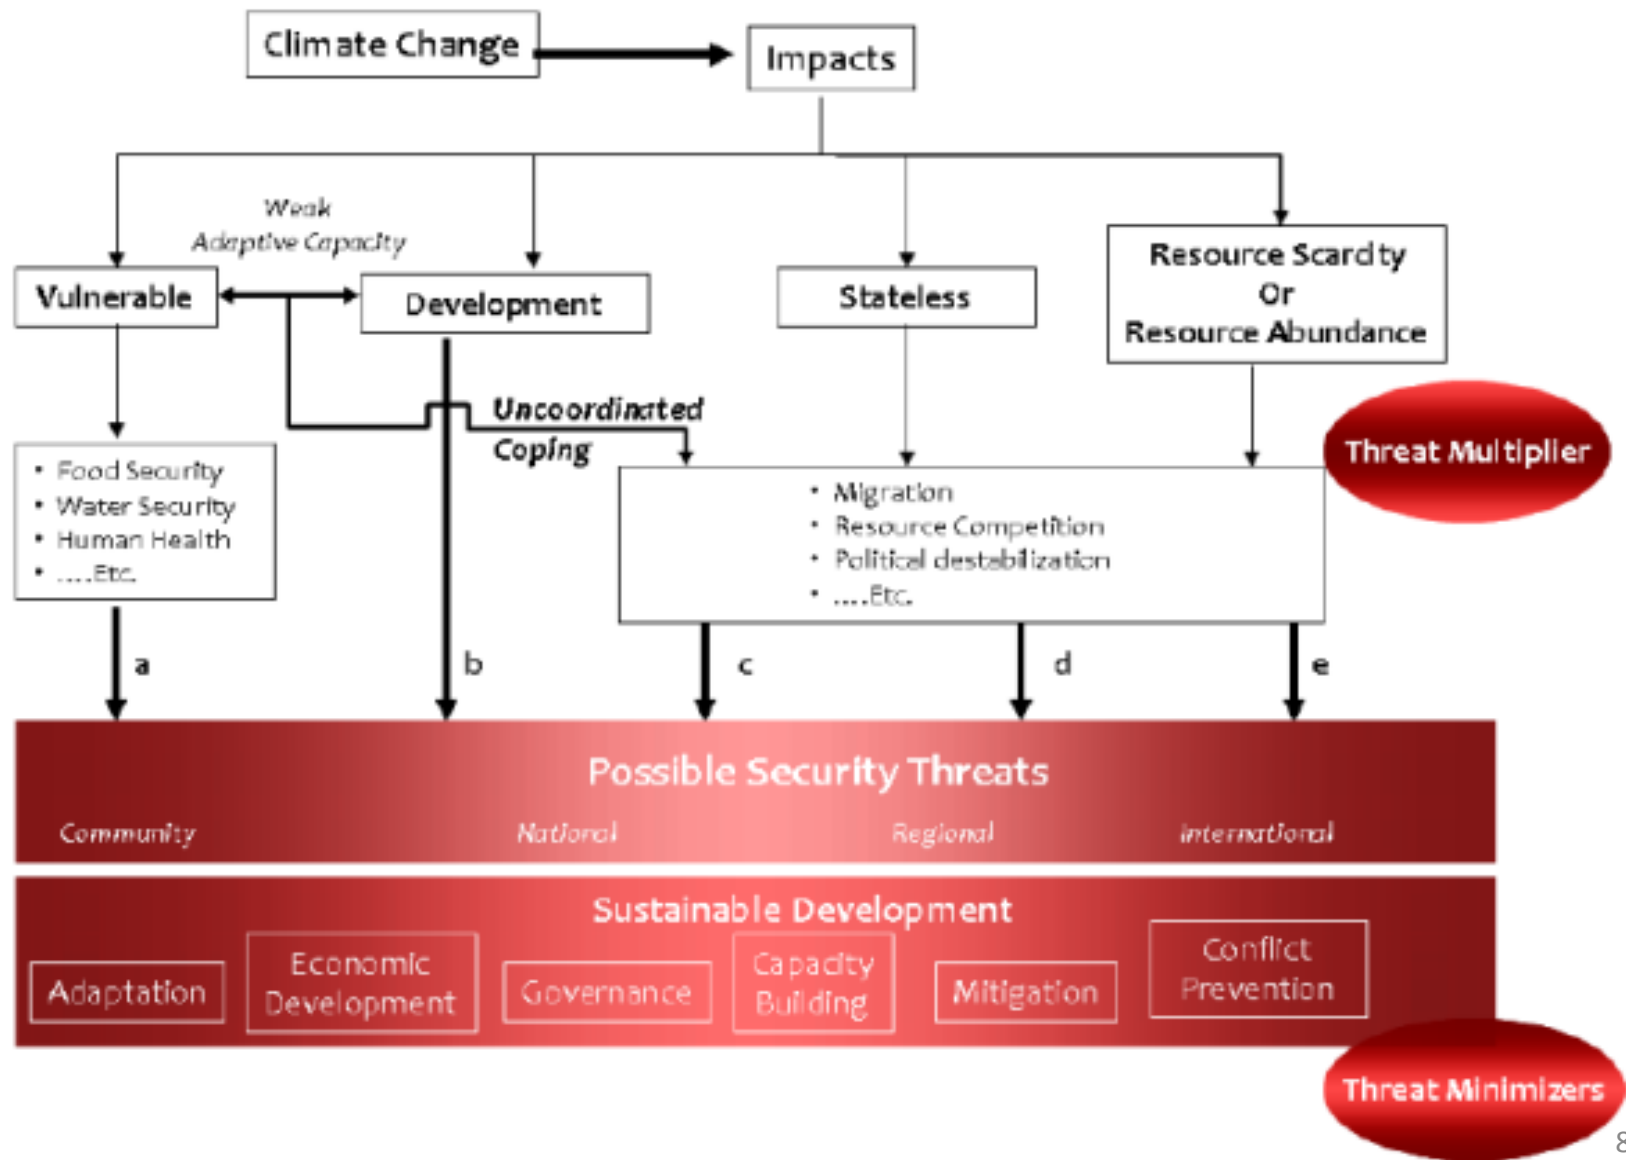 Climate Change
Impacts
Weak
Adaptive Capacity
Vulnerable
Development
Stateless
Resource Scarcity
Or
Resource Abundance
Uncoordinated
Coping
Threat Multiplier
• Food Security
• Water Security
• Human Health
• ....Etc.
• Migration
• Resource Competition
• Political destabilization
• ....Etc.
a
b
c
d
e
Possible Security Threats
Community
National
Regional
International
Sustainable Development
Adaptation
Economic
Development
Governance
Capacity
Building
Mitigation
Conflict
Prevention
Threat Minimizers
8